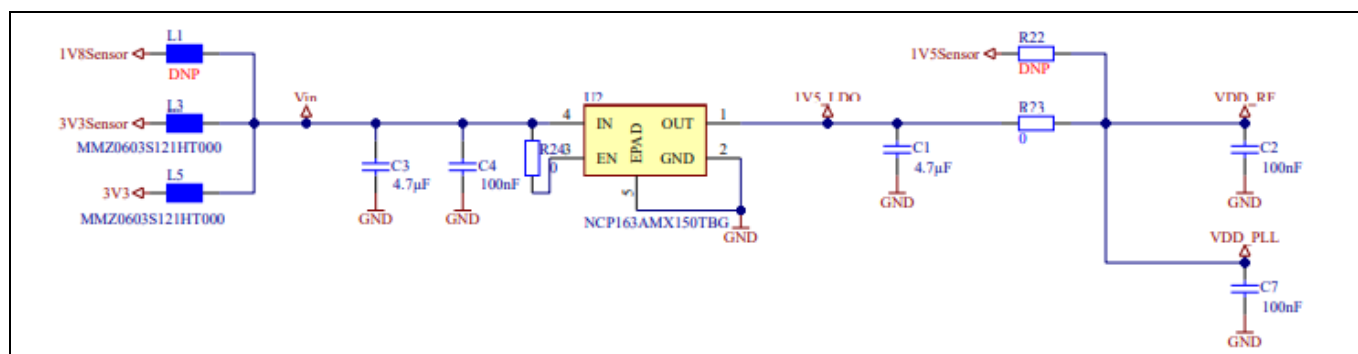 L1
1V8Sensor
DNP
L3
3V3Sensor
MMZ0603S121HT000
L5
3V3
MMZ0603S121HT000
Vin
C3
4.7µF
GND
C4
100nF
GND
R24
0
U2
4
IN
OUT
1
3
EN
EPAD
GND
2
5
NCP163AMX150TBG
GND
1V5_LDO
C1
4.7µF
GND
R22
1V5Sensor
DNP
R23
0
VDD_RF
C2
100nF
GND
VDD_PLL
C7
100nF
GND